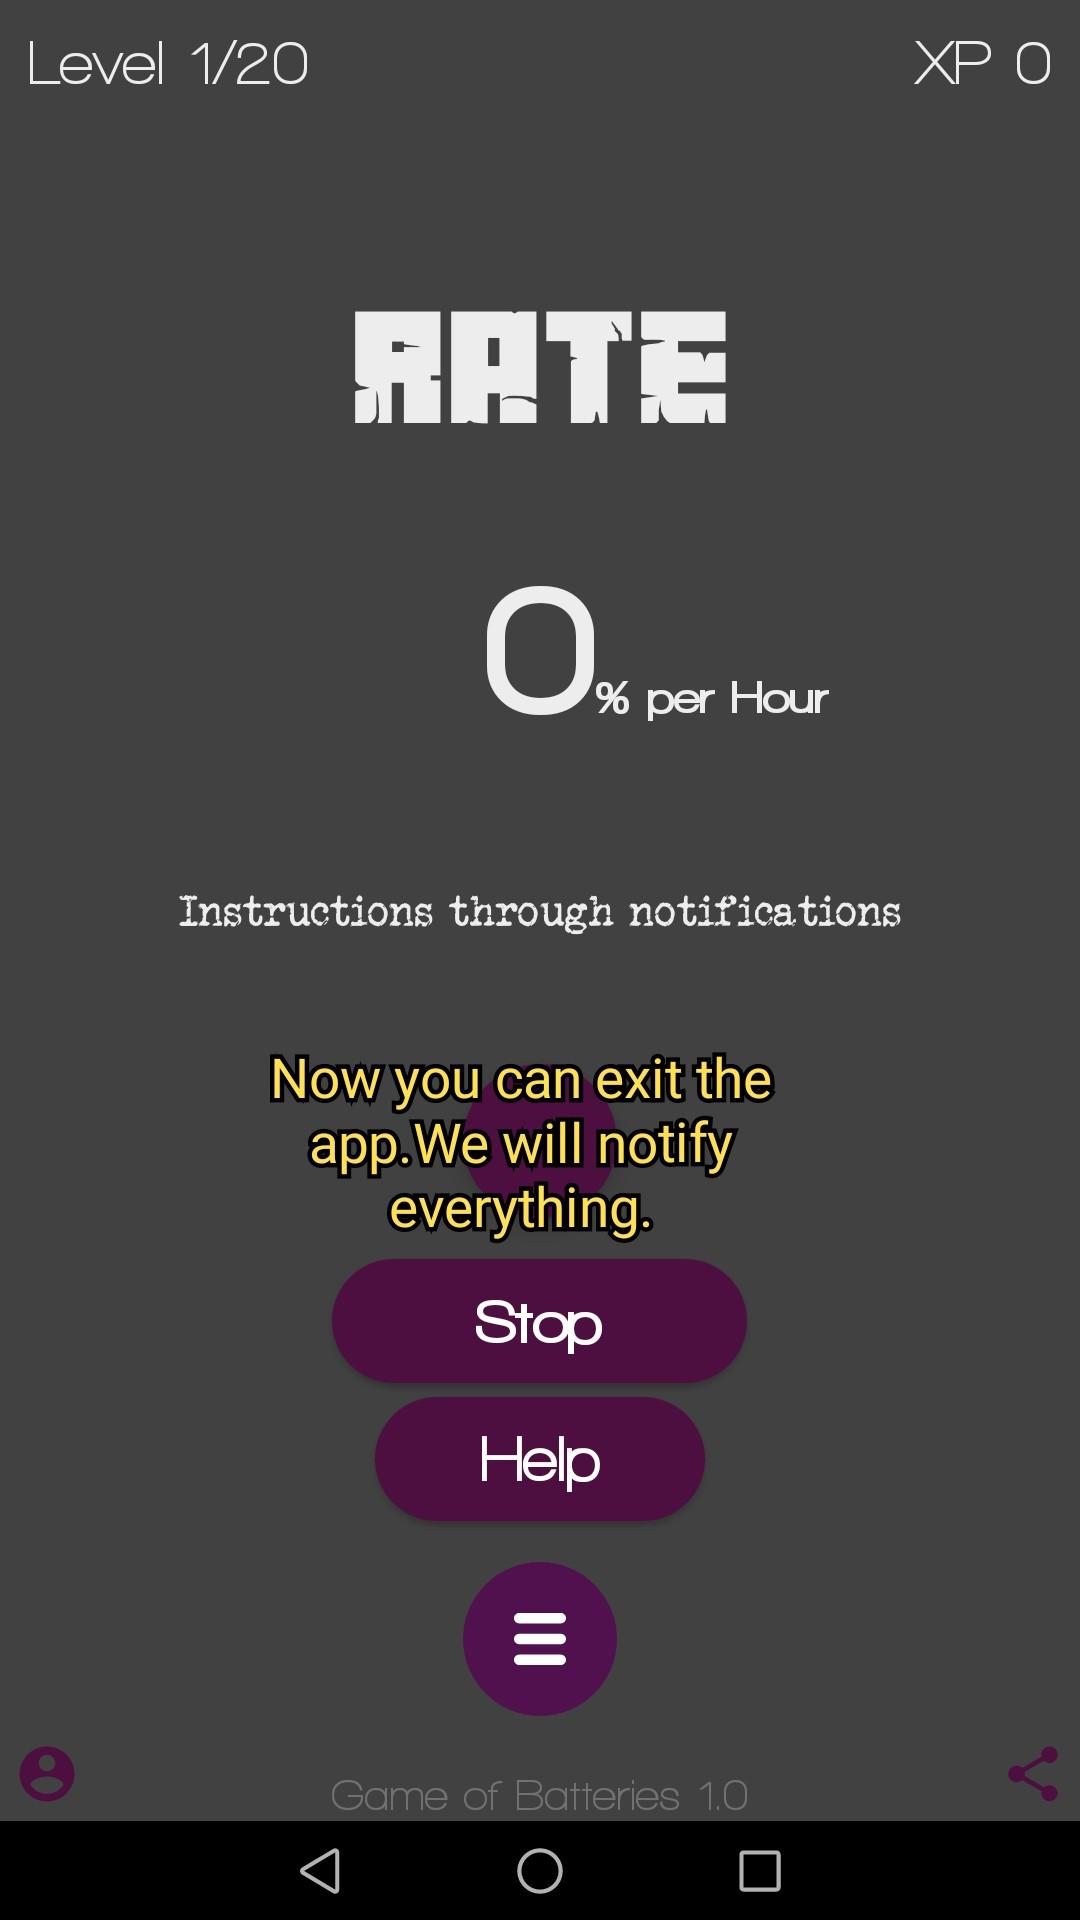 Level 1/20
XP 0
RATE
0% per Hour
Instructions through notifications
Now you can exit the
app.We will notify
everything.
Stop
Help
Game of Batteries 1.0